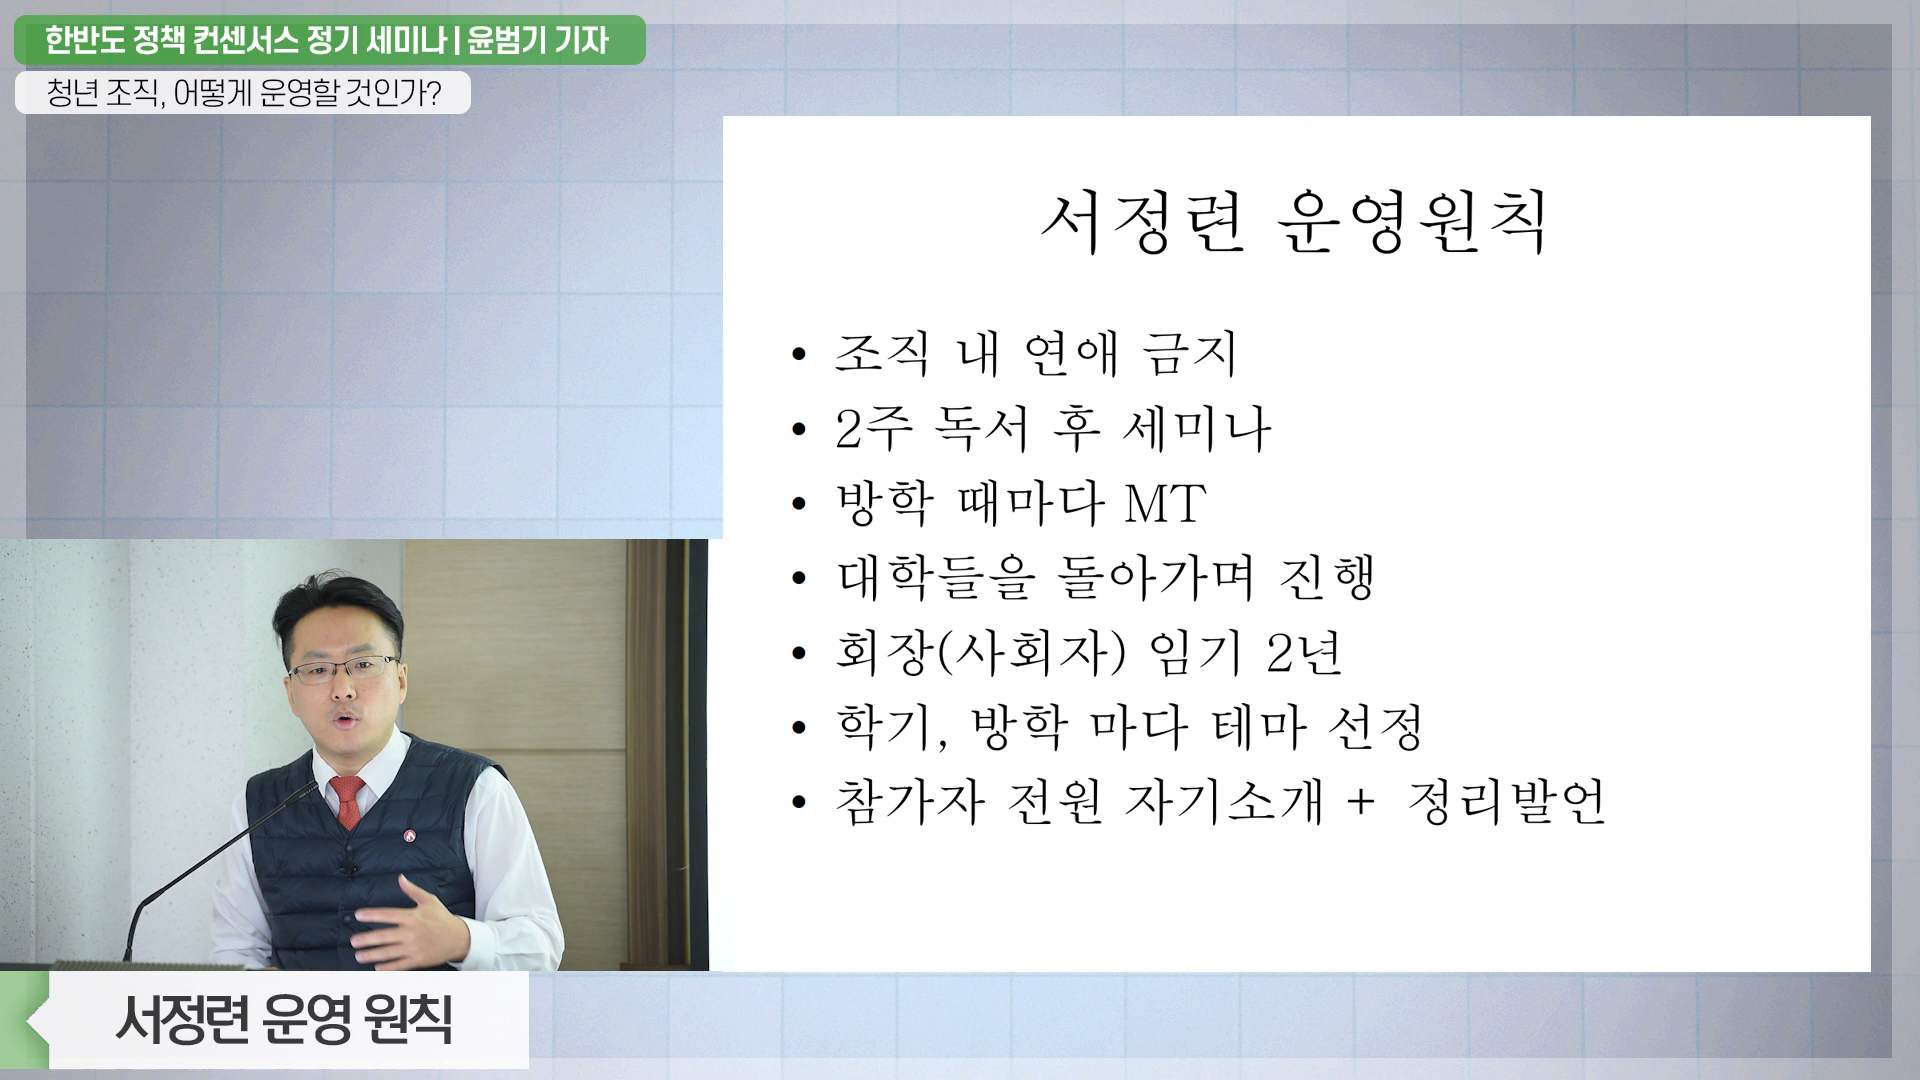 한반도 정책 컨센서스 정기 세미나 | 윤범기 기자
청년 조직, 어떻게 운영할 것인가?
서정련 운영원칙
• 조직 내 연애 금지
• 2주 독서 후 세미나
• 방학 때마다 MT
• 대학들을 돌아가며 진행
• 회장(사회자) 임기 2년
• 학기, 방학 마다 테마 선정
• 참가자 전원 자기소개 + 정리발언
서정련 운영 원칙